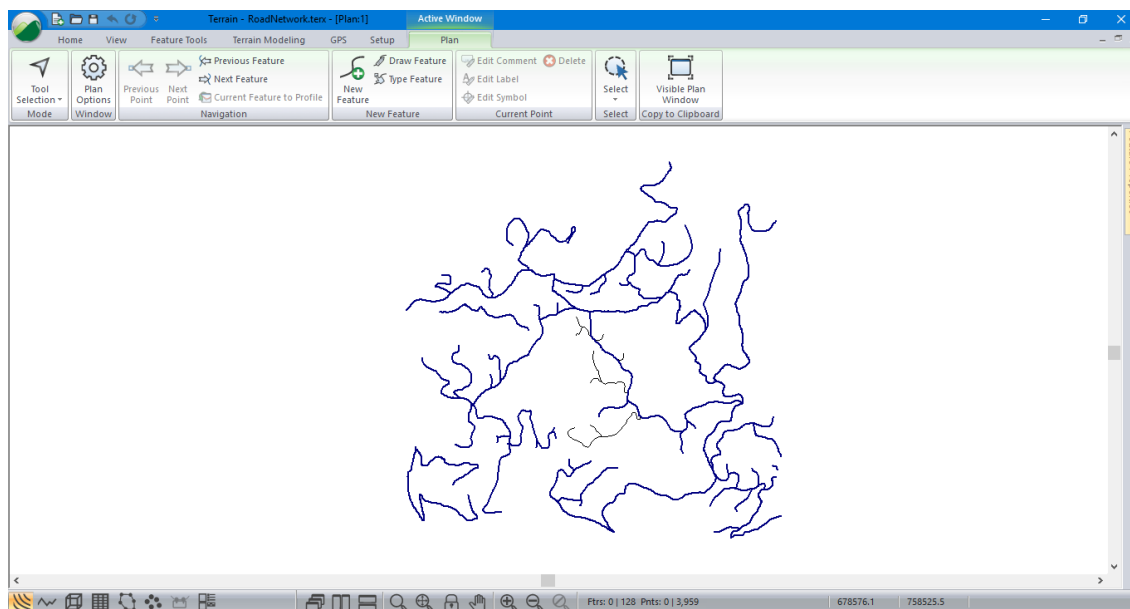 Terrain - RoadNetwork.terx - [Plan:1]
Active Window
Home View Feature Tools Terrain Modeling GPS Setup Plan
Tool Selection
Mode
Plan Options
Window
Previous Point
Next Point
Previous Feature
Next Feature
Current Feature to Profile
Navigation
New Feature
Draw Feature
Type Feature
New Feature
Edit Comment
Delete
Edit Label
Edit Symbol
Current Point
Select
Select
Visible Plan Window
Copy to Clipboard
Ftrs: 0 | 128 Pnts: 0 | 3,959
678576.1
758525.5